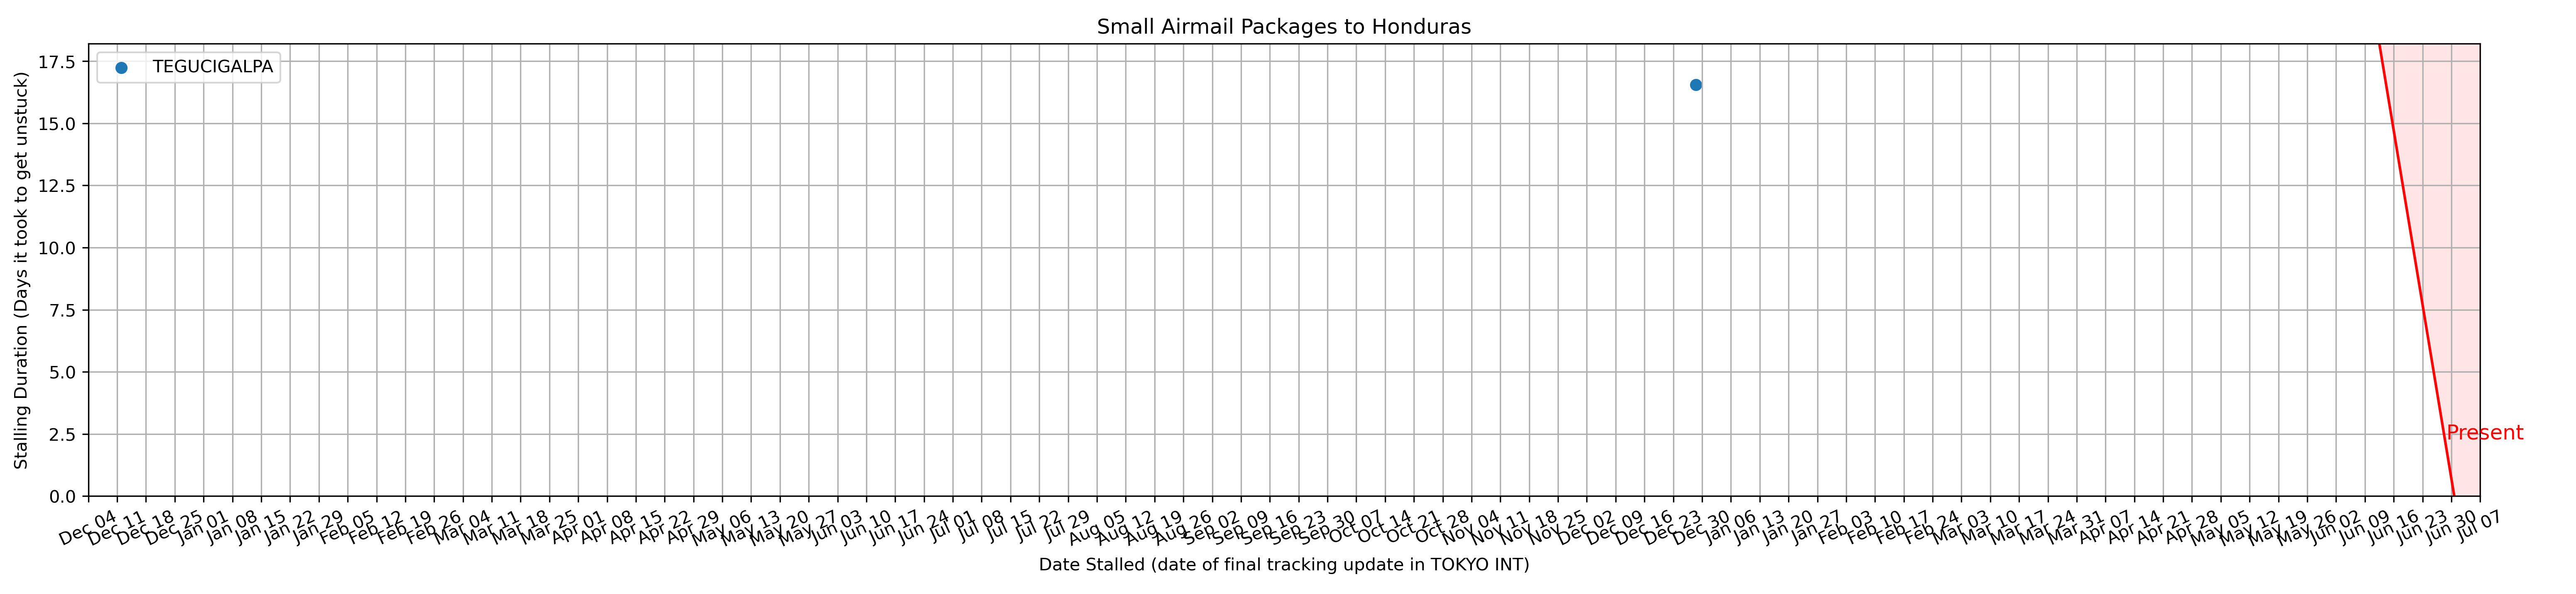 Small Airmail Packages to Honduras
TEGUCIGALPA
Stalling Duration (Days it took to get unstuck)
17.5
15.0
12.5
10.0
7.5
5.0
2.5
0.0
Present
Dec 04
Dec 11
Dec 18
Dec 25
Jan 01
Jan 08
Jan 15
Jan 22
Jan 29
Feb 05
Feb 12
Feb 19
Feb 26
Mar 04
Mar 11
Mar 18
Mar 25
Apr 01
Apr 08
Apr 15
Apr 22
Apr 29
May 06
May 13
May 20
May 27
Jun 03
Jun 10
Jun 17
Jun 24
Jul 01
Jul 08
Jul 15
Jul 22
Jul 29
Aug 05
Aug 12
Aug 19
Aug 26
Sep 02
Sep 09
Sep 16
Sep 23
Sep 30
Oct 07
Oct 14
Oct 21
Oct 28
Nov 04
Nov 11
Nov 18
Nov 25
Dec 02
Dec 09
Dec 16
Dec 23
Dec 30
Jan 06
Jan 13
Jan 20
Jan 27
Feb 03
Feb 10
Feb 17
Feb 24
Mar 03
Mar 10
Mar 17
Mar 24
Mar 31
Apr 07
Apr 14
Apr 21
Apr 28
May 05
May 12
May 19
May 26
Jun 02
Jun 09
Jun 16
Jun 23
Jun 30
Jul 07
Date Stalled (date of final tracking update in TOKYO INT)